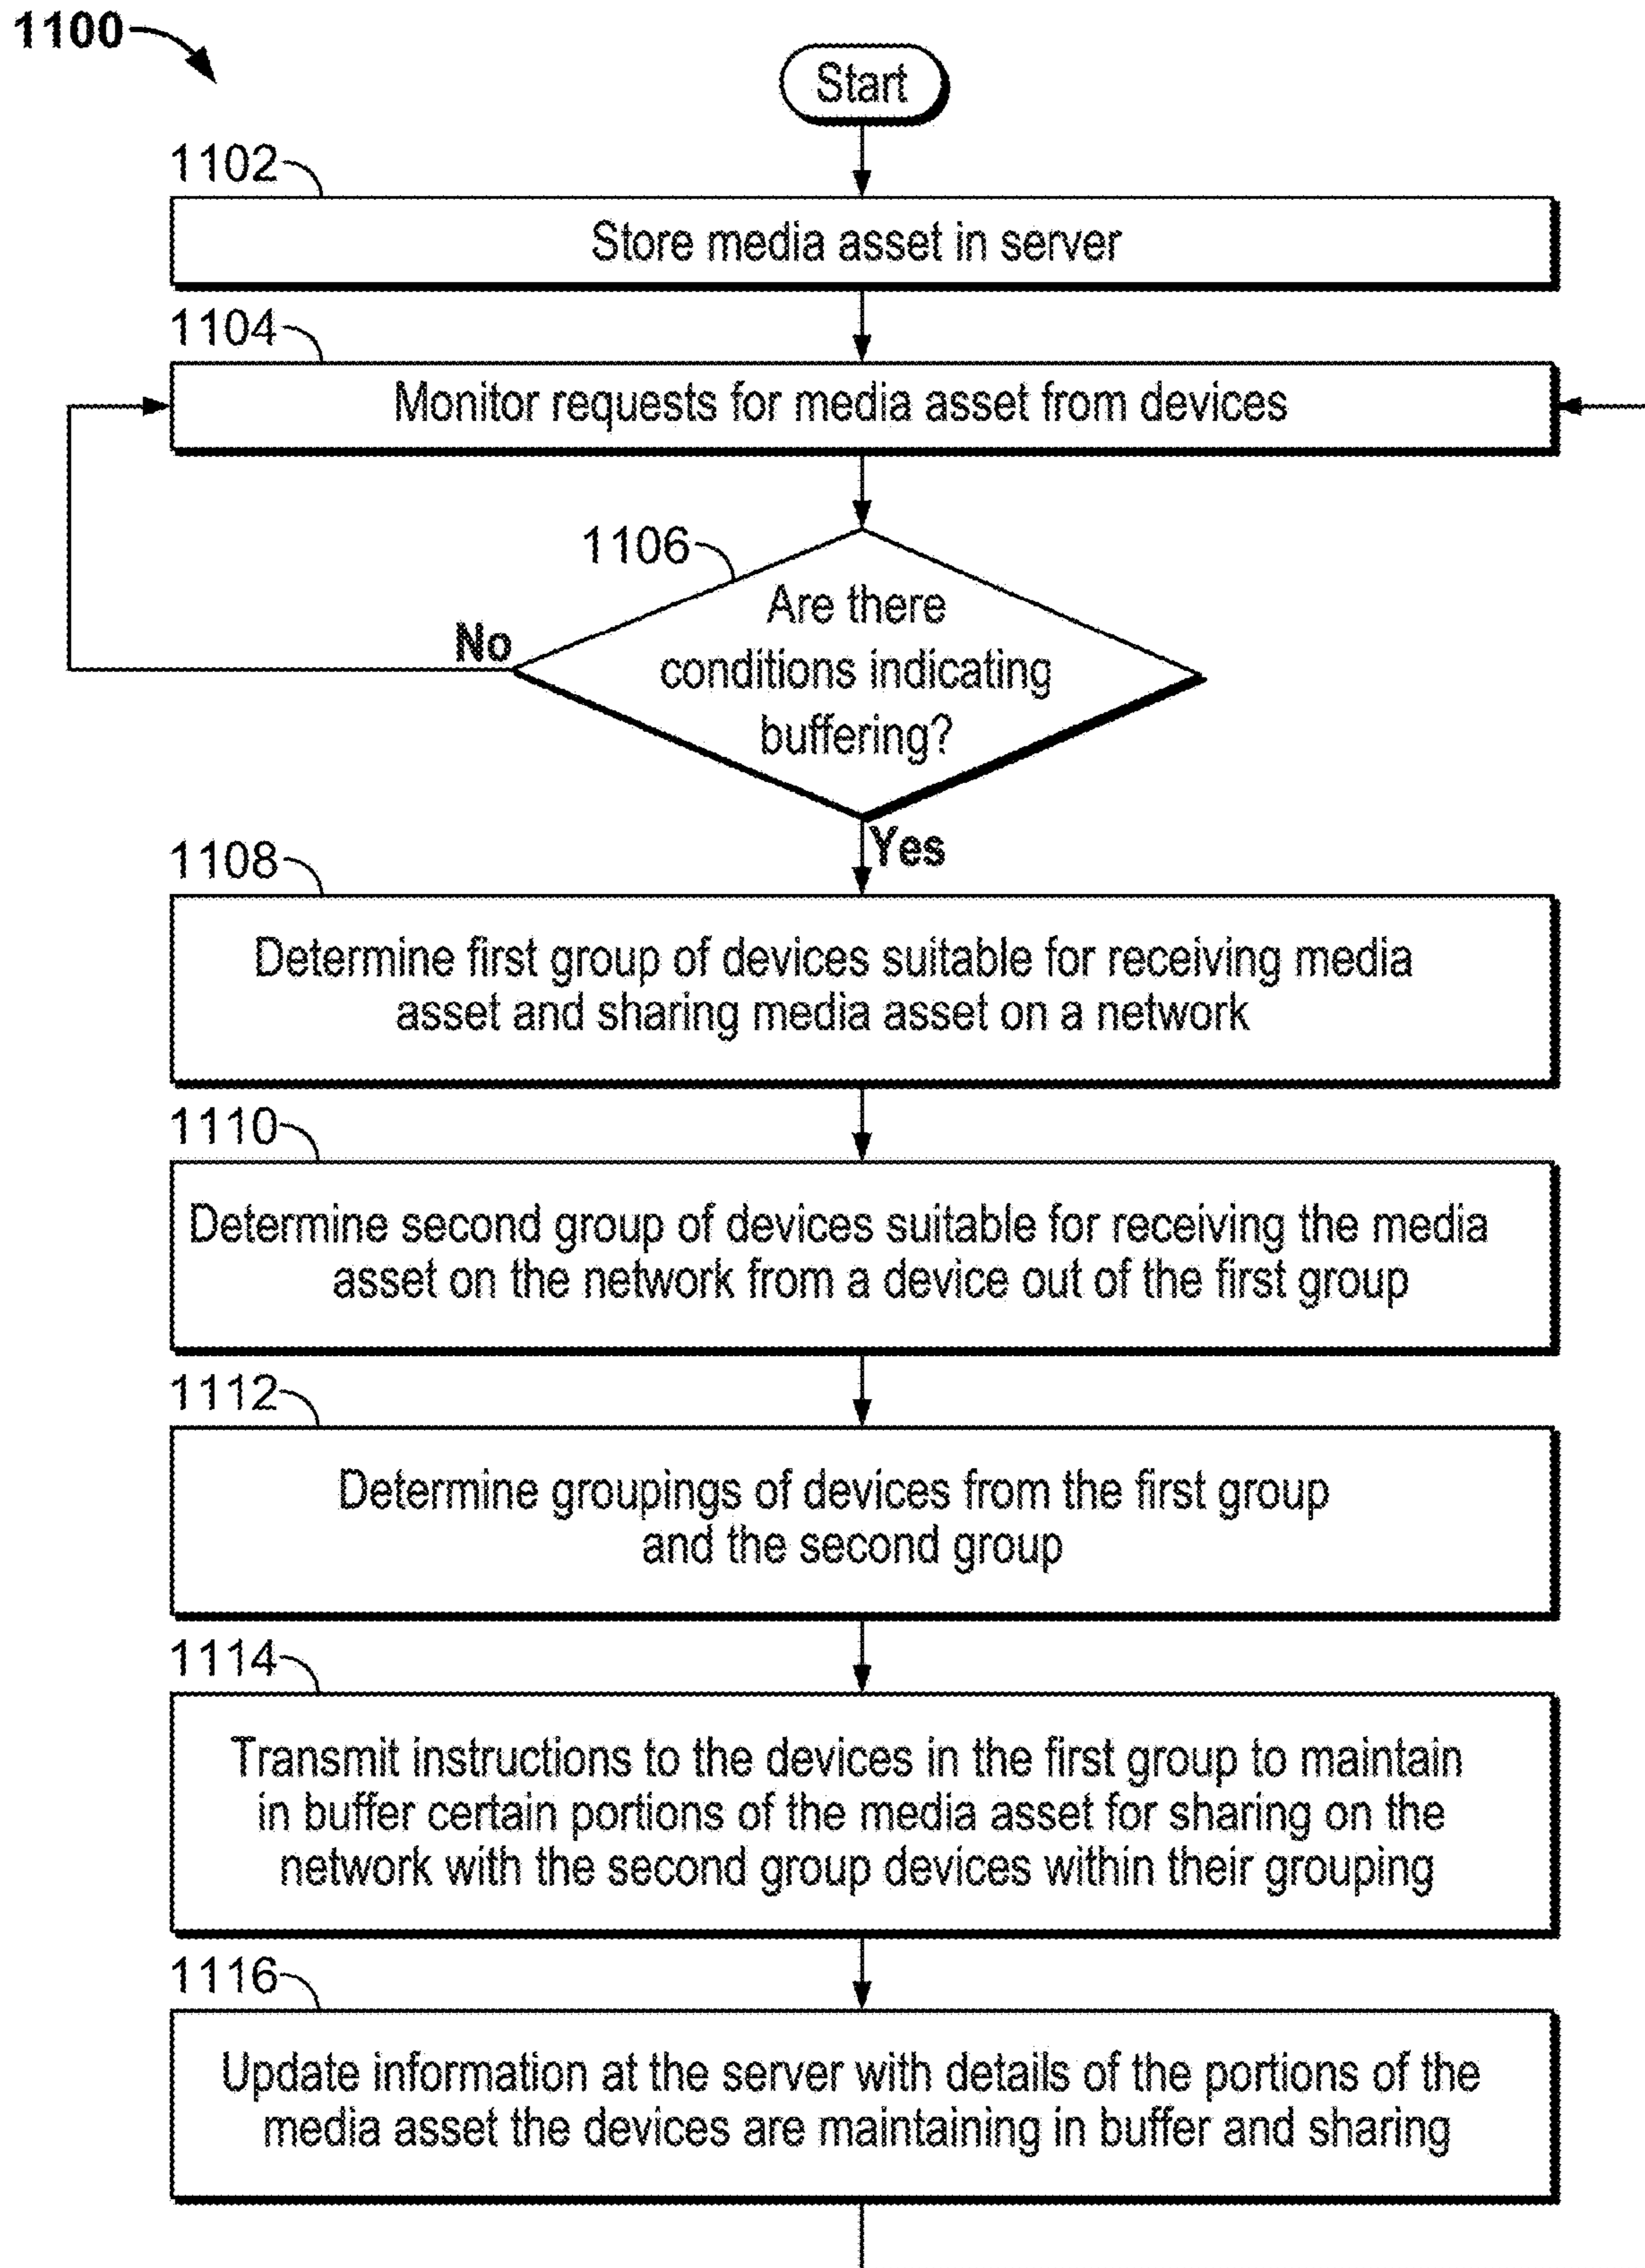 1100
Start
1102
Store media asset in server
1104
Monitor requests for media asset from devices
1106
Are there
conditions indicating
buffering?
No
Yes
1108
Determine first group of devices suitable for receiving media
asset and sharing media asset on a network
1110
Determine second group of devices suitable for receiving the media
asset on the network from a device out of the first group
1112
Determine groupings of devices from the first group
and the second group
1114
Transmit instructions to the devices in the first group to maintain
in buffer certain portions of the media asset for sharing on the
network with the second group devices within their grouping
1116
Update information at the server with details of the portions of the
media asset the devices are maintaining in buffer and sharing